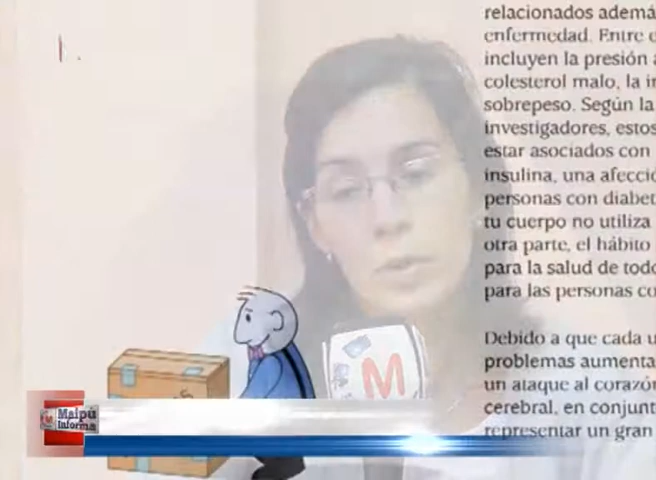 relacionados ademá
enfermedad. Entre e
incluyen la presión a
colesterol malo, la in
sobrepeso. Según la
investigadores, estos
estar asociados con
insulina, una afecció
personas con diabet
tu cuerpo no utiliza
otra parte, el hábito
para la salud de todo
para las personas co
Debido a que cada u
problemas aumenta
un ataque al corazón
cerebral, en conjunt
representar un gran
M
Maipú
Informa